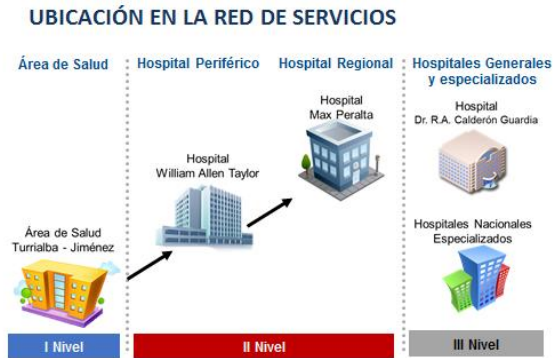 UBICACIÓN EN LA RED DE SERVICIOS
Área de Salud
Hospital Periférico
Hospital Regional
Hospitales Generales
y especializados
Hospital
Max Peralta
Hospital
Dr. R.A. Calderón Guardia
Hospital
William Allen Taylor
Área de Salud
Turrialba - Jiménez
Hospitales Nacionales
Especializados
I Nivel
II Nivel
III Nivel